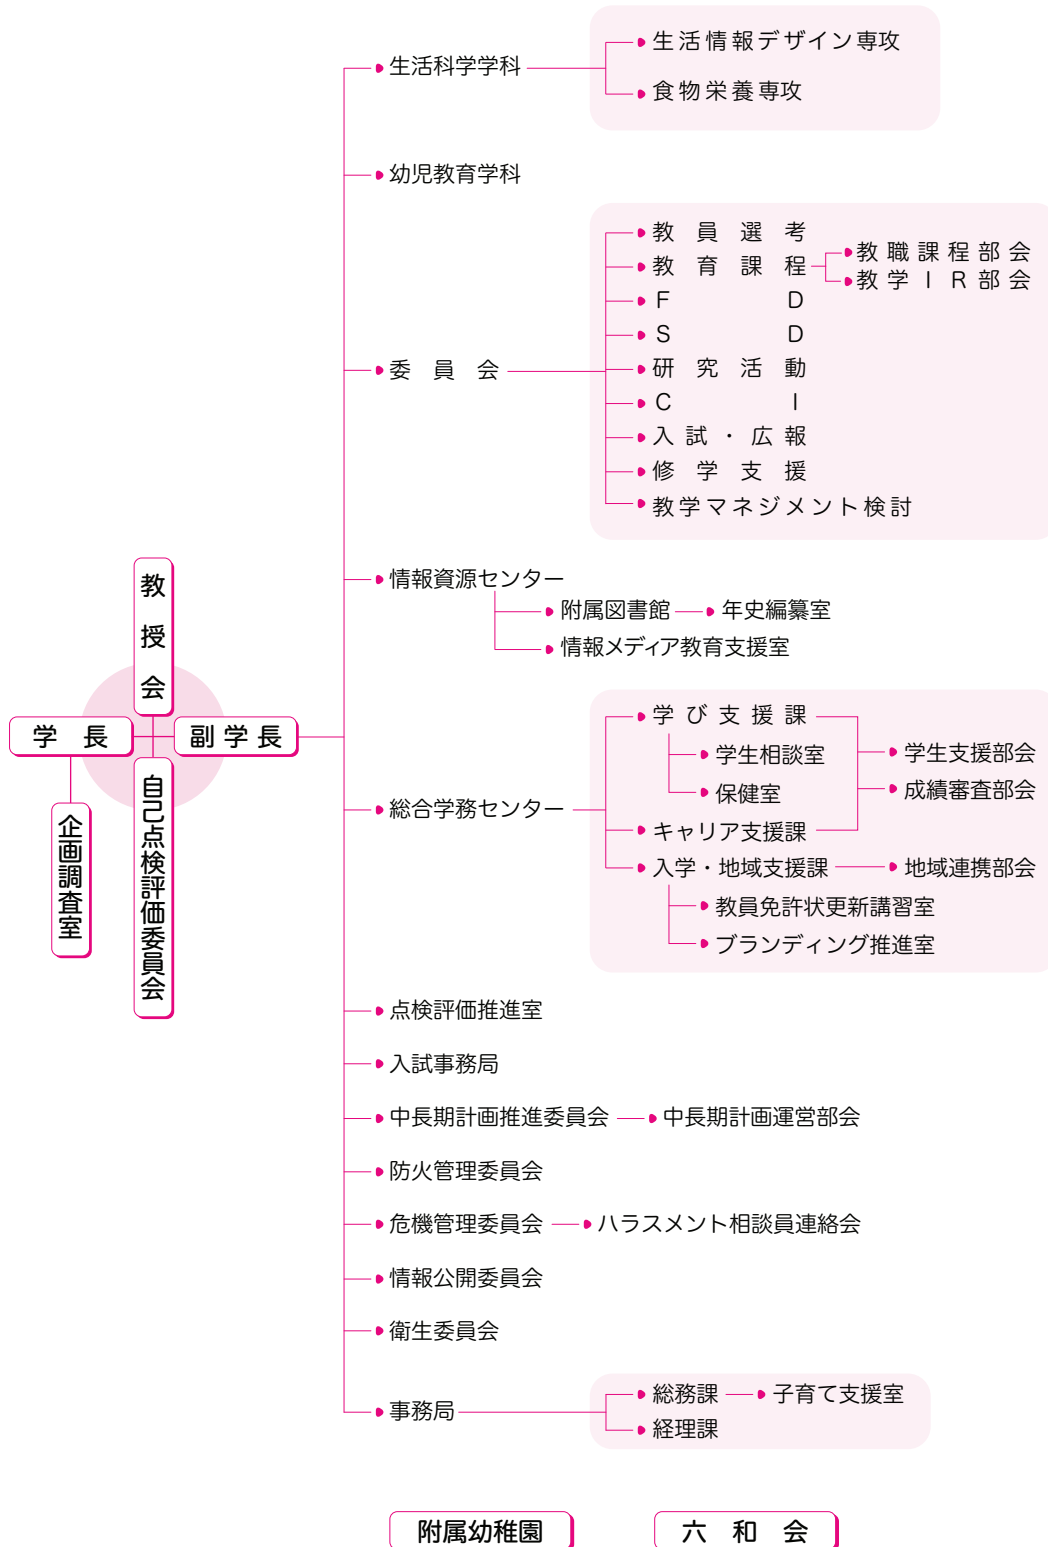 生活科学学科
生活情報デザイン専攻
食物栄養専攻
幼児教育学科
委員会
教員選考
教育課程
教職課程部会
教学IR部会
FD
SD
研究活動
CI
入試・広報
修学支援
教学マネジメント検討
情報資源センター
附属図書館
年史編纂室
情報メディア教育支援室
教授会
学長
副学長
自己点検評価委員会
企画調査室
総合学務センター
学び支援課
学生相談室
保健室
キャリア支援課
学生支援部会
成績審査部会
入学・地域支援課
地域連携部会
教員免許状更新講習室
ブランディング推進室
点検評価推進室
入試事務局
中長期計画推進委員会
中長期計画運営部会
防火管理委員会
危機管理委員会
ハラスメント相談員連絡会
情報公開委員会
衛生委員会
事務局
総務課
子育て支援室
経理課
附属幼稚園
六和会